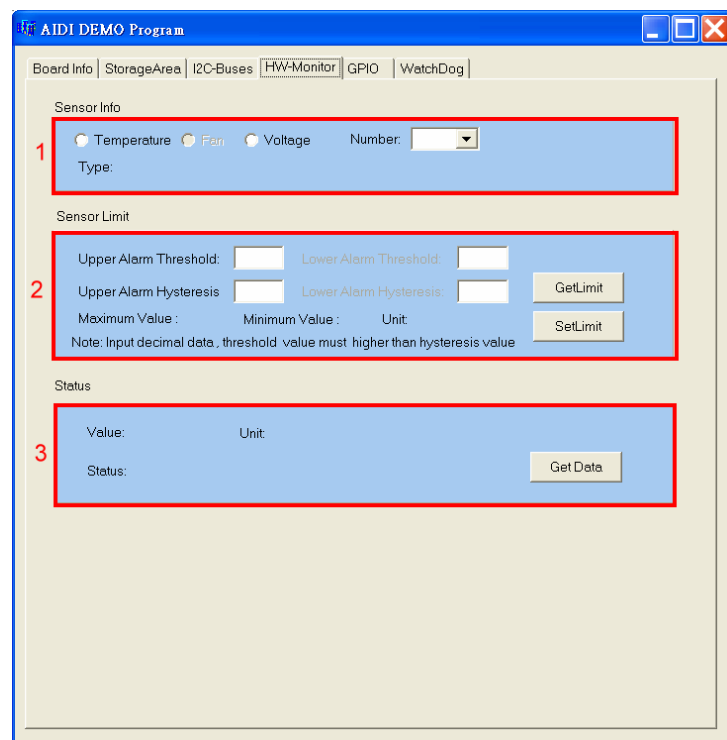 AIDI DEMO Program
Board Info StorageArea I2C-Buses HW-Monitor GPIO WatchDog
Sensor Info
1
Temperature Fan Voltage Number:
Type:
Sensor Limit
2
Upper Alarm Threshold: Lower Alarm Threshold:
Upper Alarm Hysteresis Lower Alarm Hysteresis: GetLimit
Maximum Value : Minimum Value : Unit: SetLimit
Note: Input decimal data , threshold value must higher than hysteresis value
Status
3
Value: Unit:
Status: Get Data